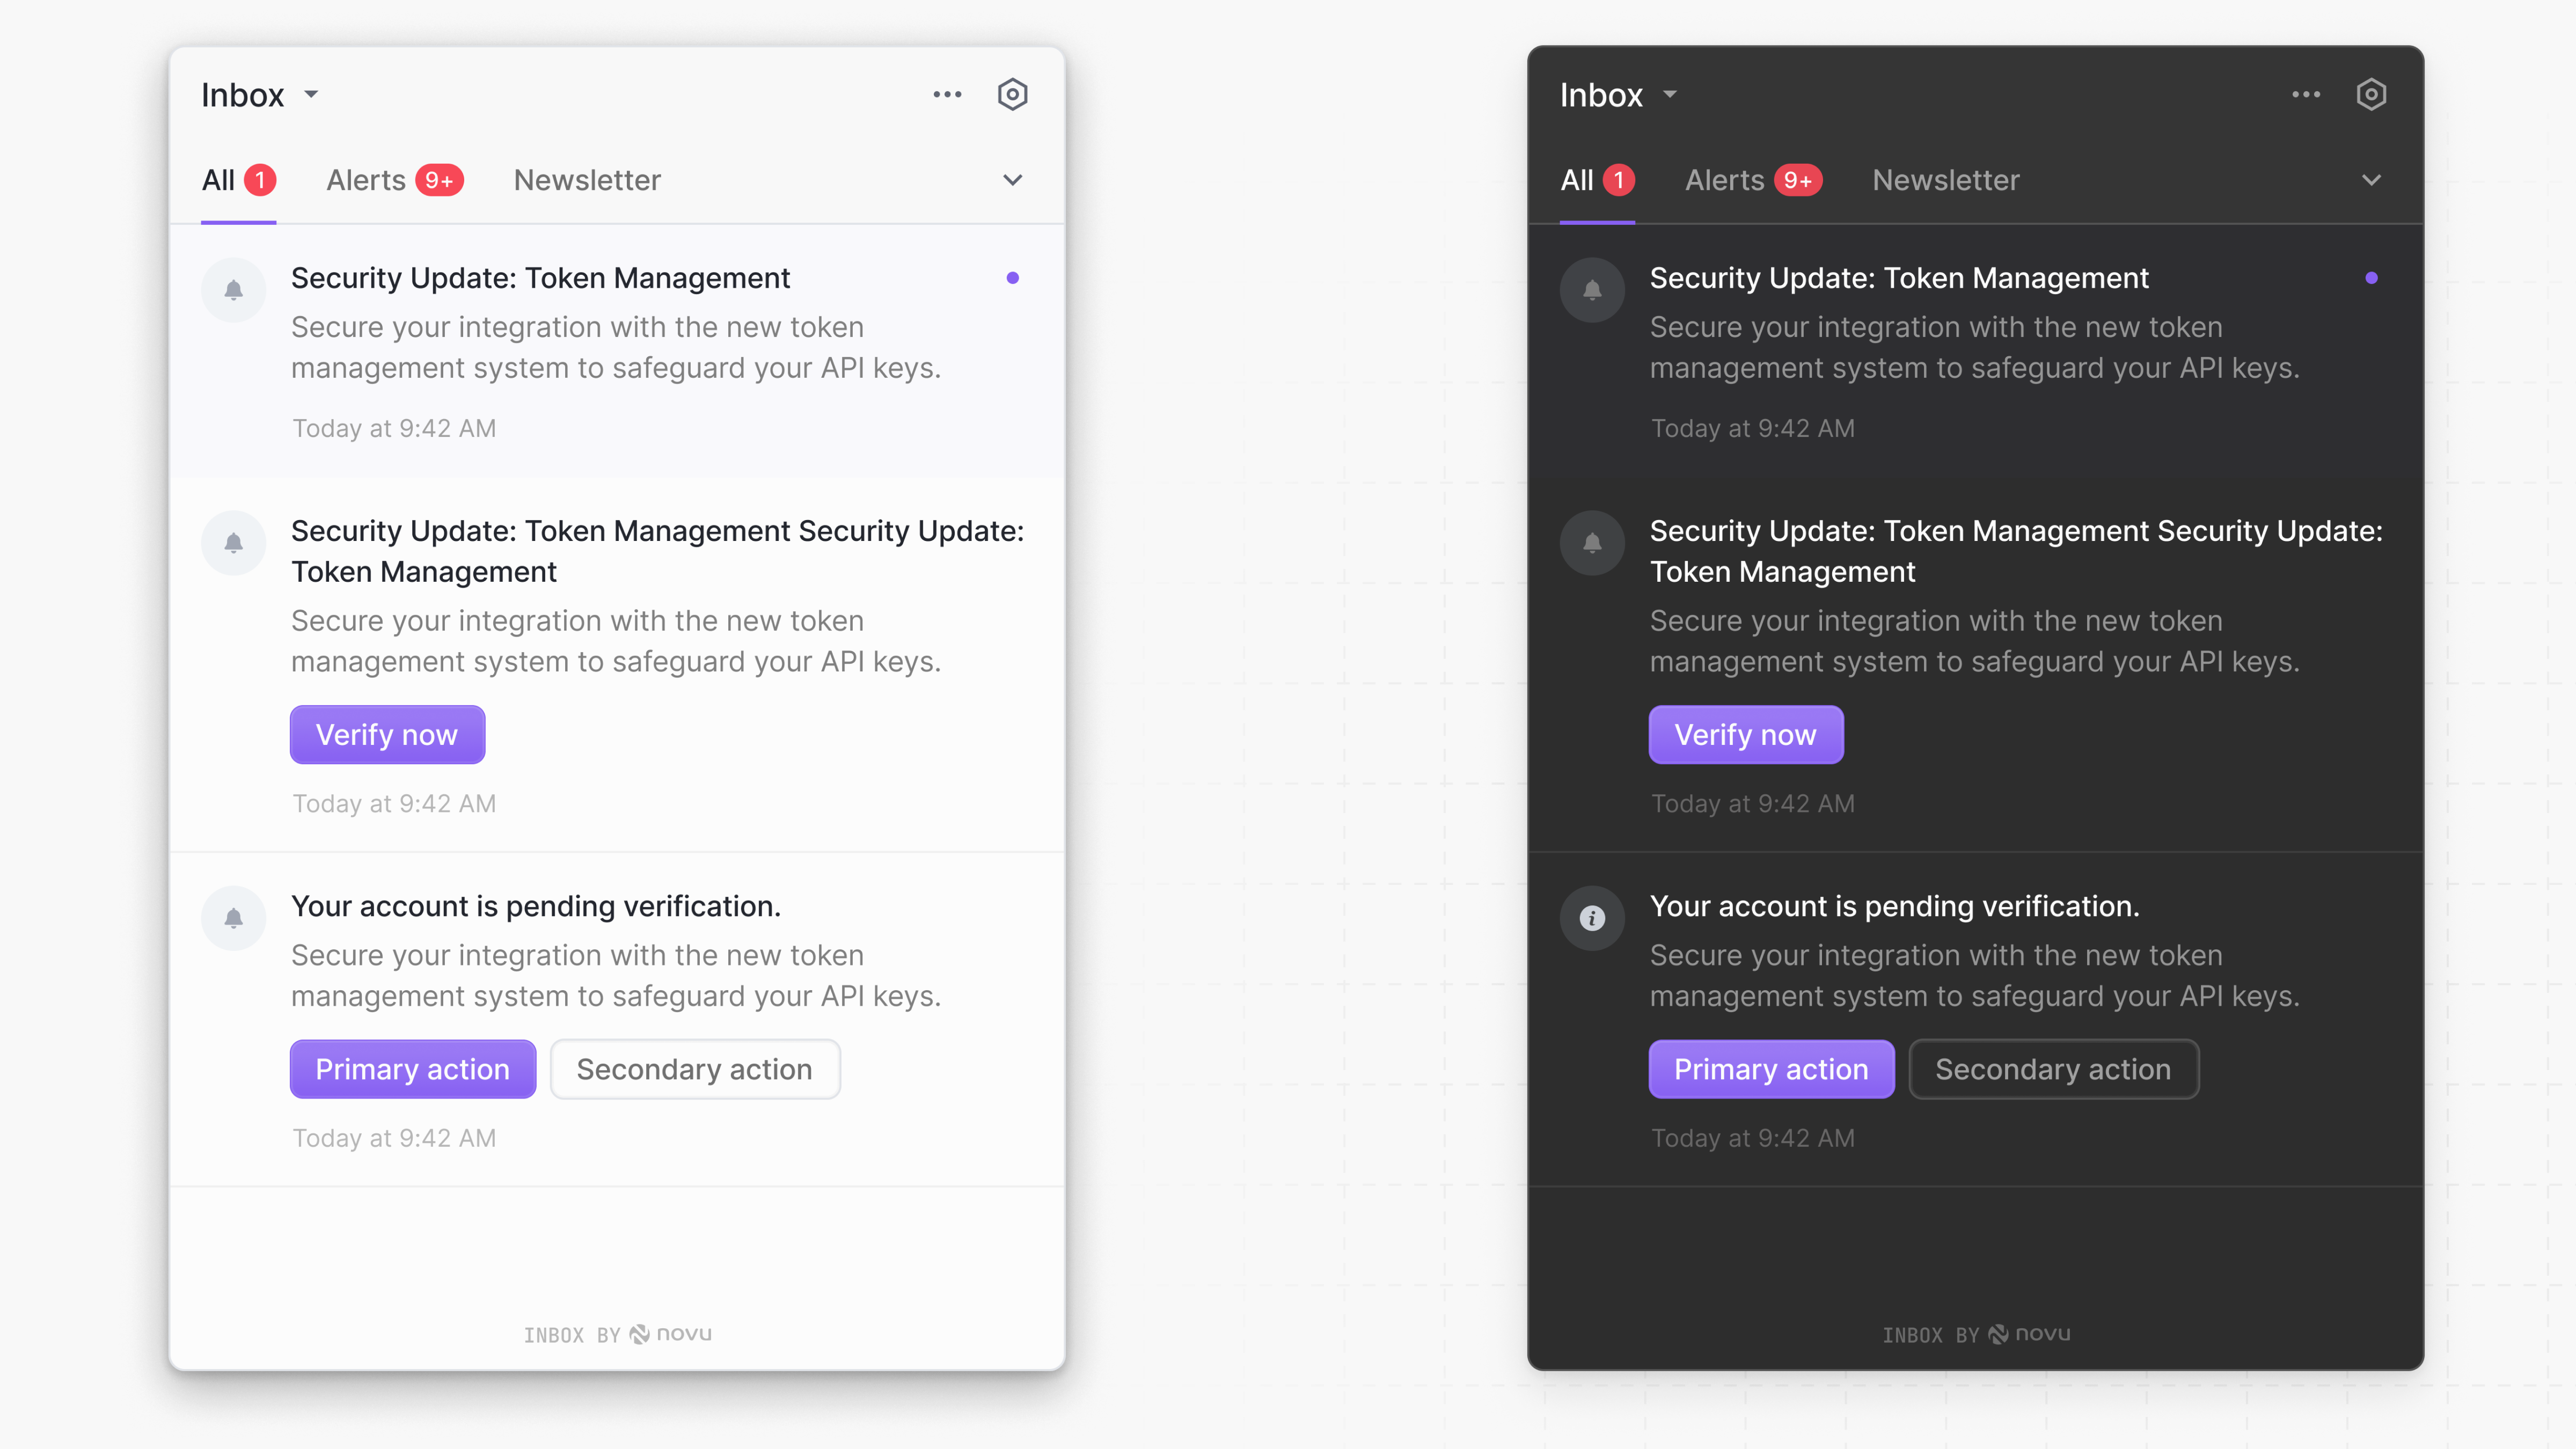 Inbox
All 1 Alerts 9+ Newsletter
Security Update: Token Management
Secure your integration with the new token
management system to safeguard your API keys.
Today at 9:42 AM
Security Update: Token Management Security Update:
Token Management
Secure your integration with the new token
management system to safeguard your API keys.
Verify now
Today at 9:42 AM
Your account is pending verification.
Secure your integration with the new token
management system to safeguard your API keys.
Primary action Secondary action
Today at 9:42 AM
INBOX BY novu
Inbox
All 1 Alerts 9+ Newsletter
Security Update: Token Management
Secure your integration with the new token
management system to safeguard your API keys.
Today at 9:42 AM
Security Update: Token Management Security Update:
Token Management
Secure your integration with the new token
management system to safeguard your API keys.
Verify now
Today at 9:42 AM
Your account is pending verification.
Secure your integration with the new token
management system to safeguard your API keys.
Primary action Secondary action
Today at 9:42 AM
INBOX BY novu